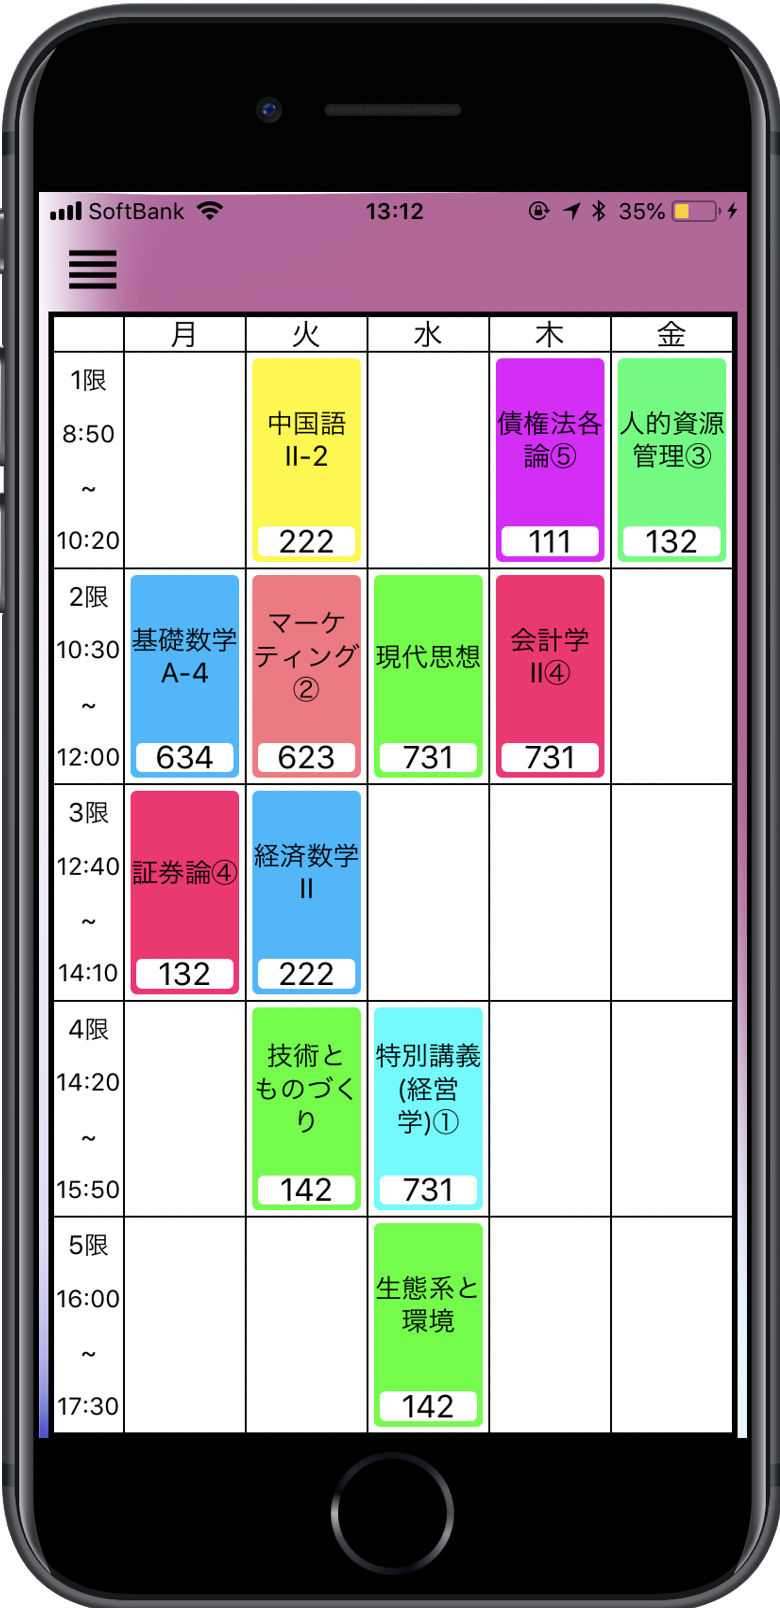 SoftBank 13:12 35%
月 火 水 木 金
1限
8:50
~
10:20
中国語
II-2
222
債権法各
論⑤
111
人的資源
管理③
132
2限
10:30
~
12:00
基礎数学
A-4
634
マーケ
ティング
②
623
現代思想
731
会計学
II④
731
3限
12:40
~
14:10
証券論④
132
経済数学
II
222
4限
14:20
~
15:50
技術と
ものづく
り
142
特別講義
(経営
学)①
731
5限
16:00
~
17:30
生態系と
環境
142